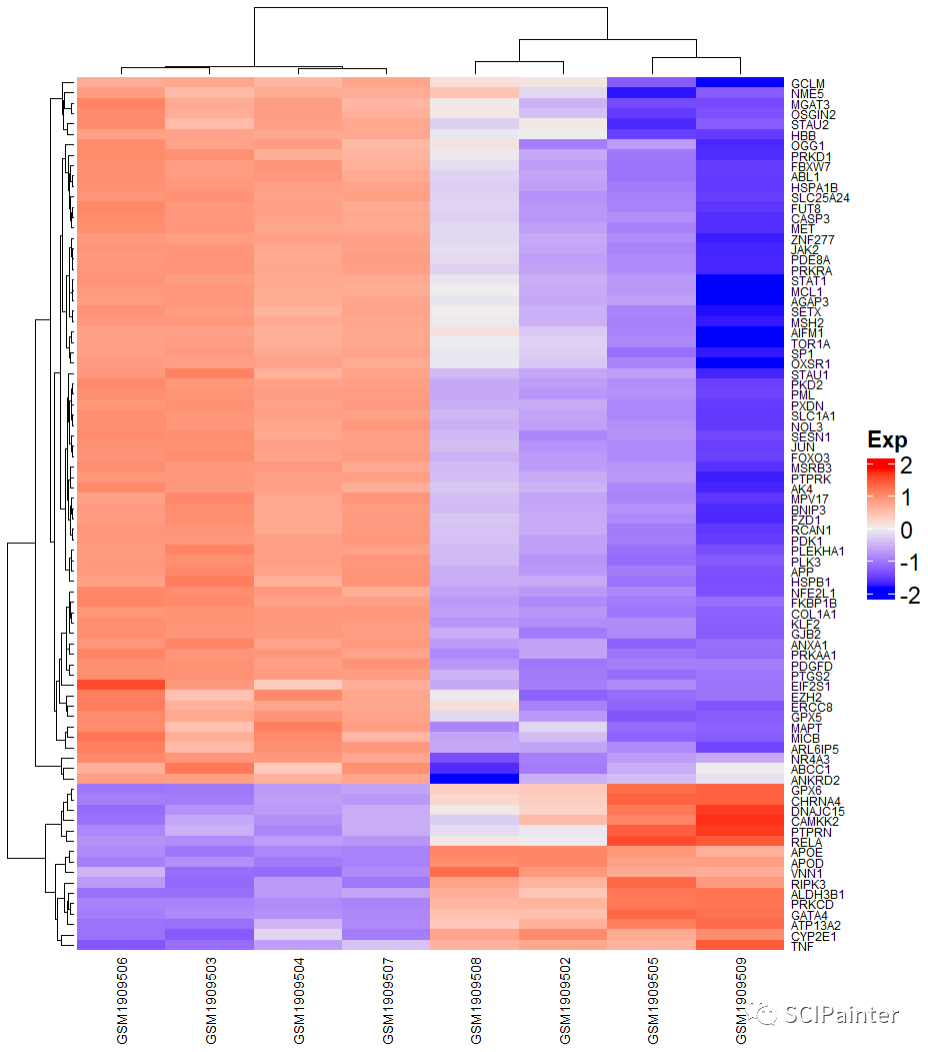 GCLM
NME5
MGAT3
OSGIN2
STAU2
HBB
OGG1
PRKD1
FBXW7
ABL1
HSPA1B
SLC25A24
FUT8
CASP3
MET
ZNF277
JAK2
PDE8A
PRKRA
STAT1
MCL1
AGAP3
SETX
MSH2
AIFM1
TOR1A
SP1
OXSR1
STAU1
PKD2
PML
PXDN
SLC1A1
NOL3
SESN1
JUN
FOXO3
MSRB3
PTPRK
AK4
MPV17
BNIP3
FZD1
RCAN1
PDK1
PLEKHA1
PLK3
APP
HSPB1
NFE2L1
FKBP1B
COL1A1
KLF2
GJB2
ANXA1
PRKAA1
PDGFD
PTGS2
EIF2S1
EZH2
ERCC8
GPX5
MAPT
MICB
ARL6IP5
NR4A3
ABCC1
ANKRD2
GPX6
CHRNA4
DNAJC15
CAMKK2
PTPRN
RELA
APOE
APOD
VNN1
RIPK3
ALDH3B1
PRKCD
GATA4
ATP13A2
CYP2E1
TNF
Exp
2
1
0
-1
-2
GSM1909506
GSM1909503
GSM1909504
GSM1909507
GSM1909508
GSM1909502
GSM1909505
GSM1909509
SCIPainter